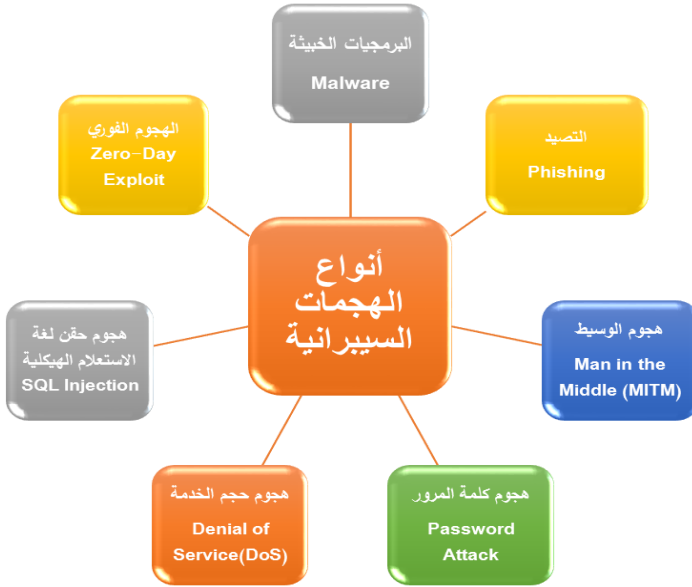 البرمجيات الخبيثة
Malware
التصيد
Phishing
هجوم الوسيط
Man in the
Middle (MITM)
هجوم كلمة المرور
Password
Attack
هجوم حجم الخدمة
Denial of
Service(DoS)
هجوم حقن لغة
الاستعلام الهيكلية
SQL Injection
الهجوم الفوري
Zero-Day
Exploit
أنواع
الهجمات
السيبرانية